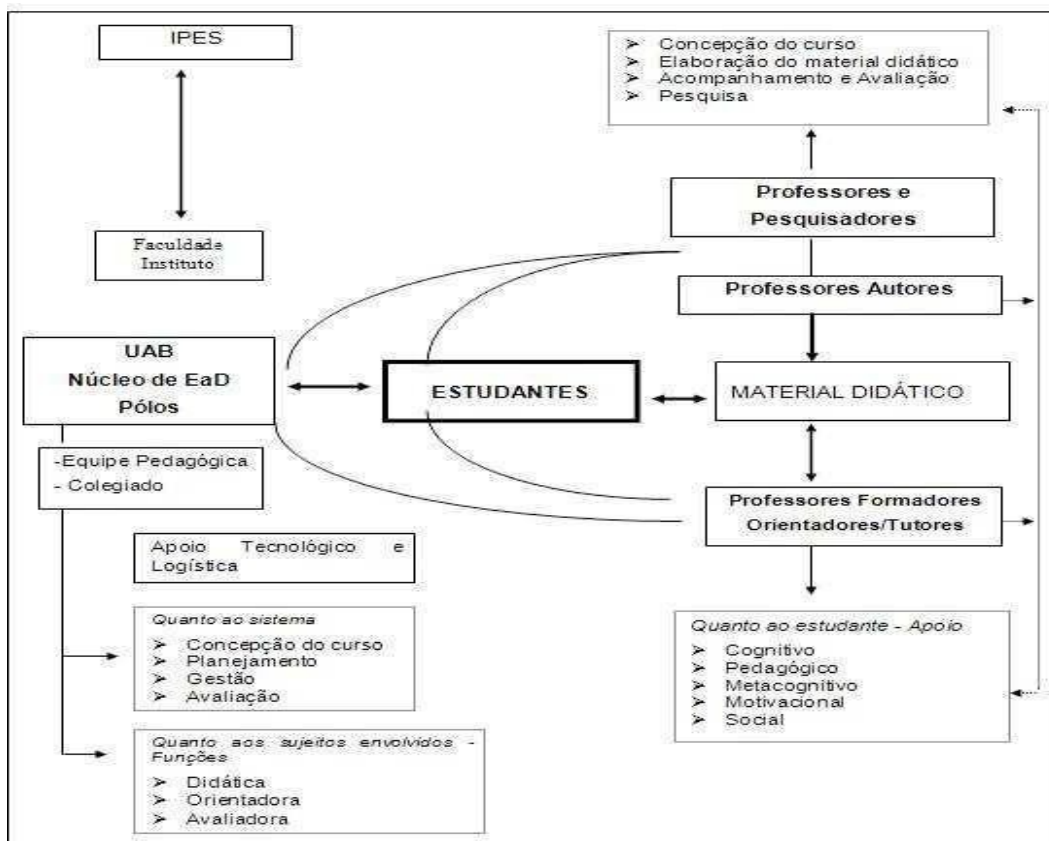 IPES
Faculdade
Instituto
➢ Concepção do curso
➢ Elaboração do material didático
➢ Acompanhamento e Avaliação
➢ Pesquisa
Professores e
Pesquisadores
Professores Autores
UAB
Núcleo de EaD
Pólos
ESTUDANTES
MATERIAL DIDÁTICO
-Equipe Pedagógica
- Colegiado
Professores Formadores
Orientadores/Tutores
Apoio Tecnológico e
Logística
Quanto ao sistema
➢ Concepção do curso
➢ Planejamento
➢ Gestão
➢ Avaliação
Quanto ao estudante - Apoio
➢ Cognitivo
➢ Pedagógico
➢ Metacognitivo
➢ Motivacional
➢ Social
Quanto aos sujeitos envolvidos -
Funções
➢ Didática
➢ Orientadora
➢ Avaliadora